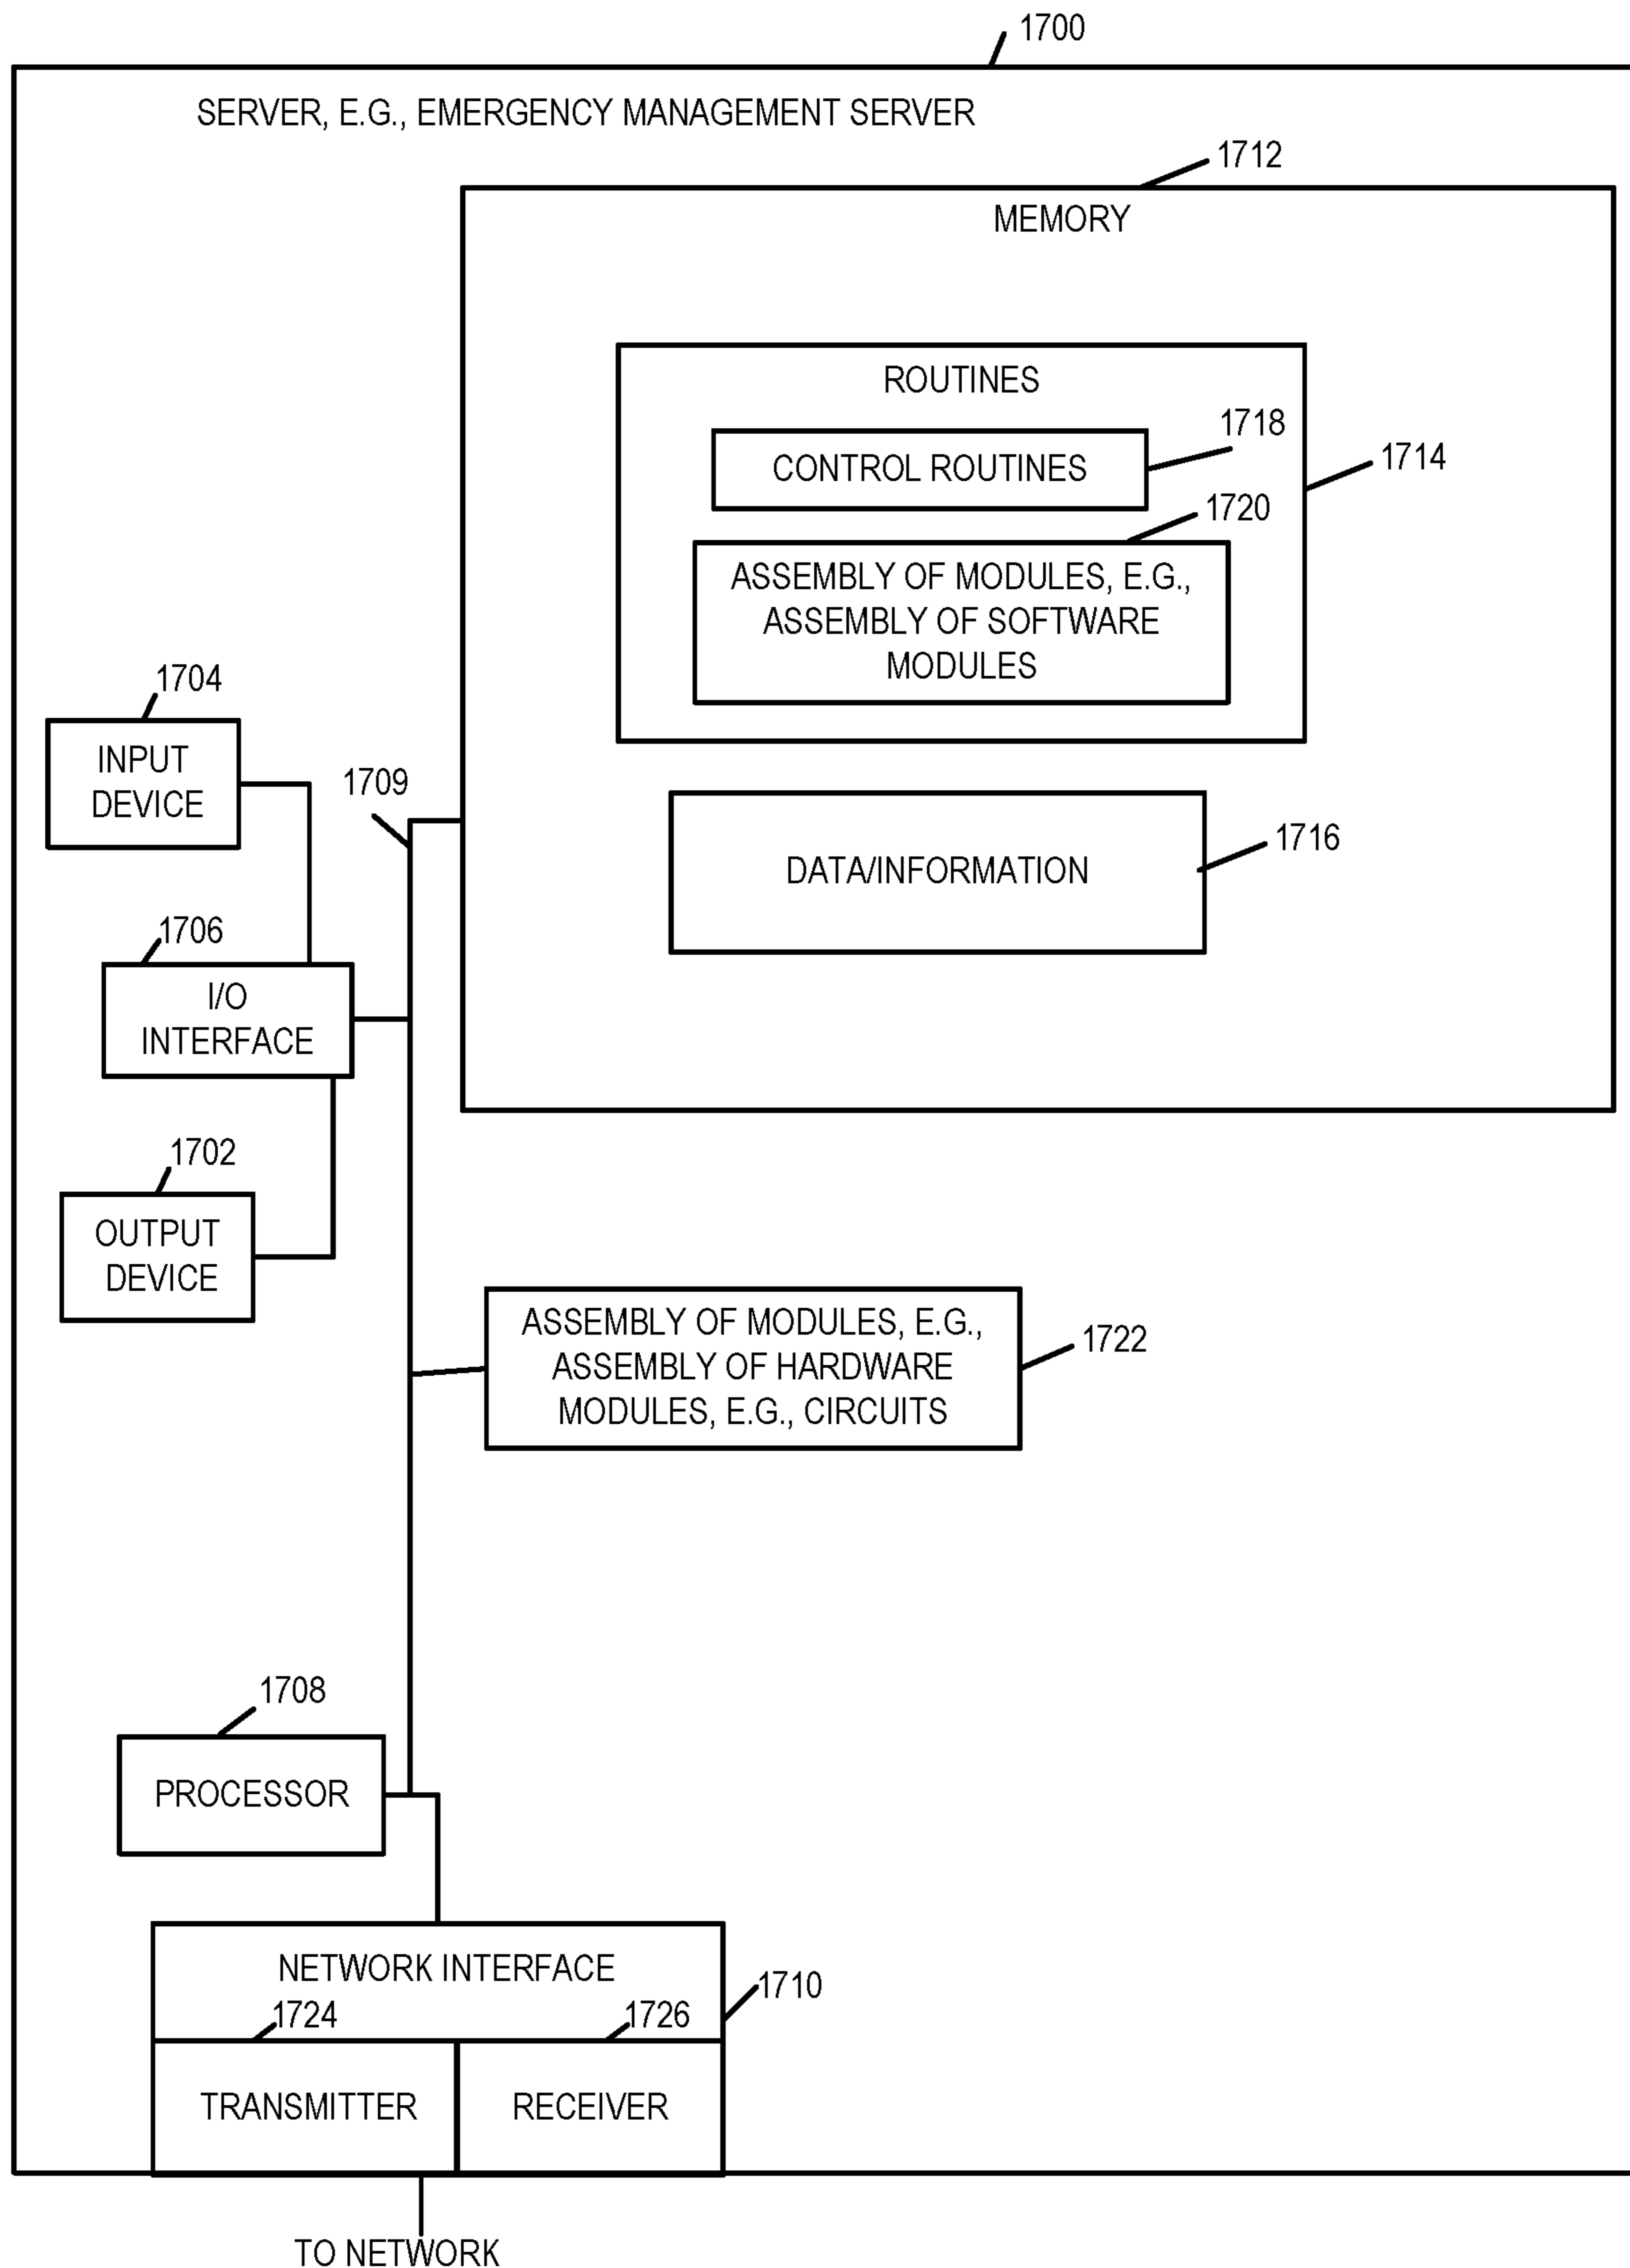 1700
SERVER, E.G., EMERGENCY MANAGEMENT SERVER
1712
MEMORY
ROUTINES
1718
CONTROL ROUTINES
1714
1720
ASSEMBLY OF MODULES, E.G.,
ASSEMBLY OF SOFTWARE
MODULES
1704
INPUT
DEVICE
1709
1716
DATA/INFORMATION
1706
I/O
INTERFACE
1702
OUTPUT
DEVICE
ASSEMBLY OF MODULES, E.G.,
ASSEMBLY OF HARDWARE
MODULES, E.G., CIRCUITS
1722
1708
PROCESSOR
NETWORK INTERFACE
1710
1724
1726
TRANSMITTER
RECEIVER
TO NETWORK